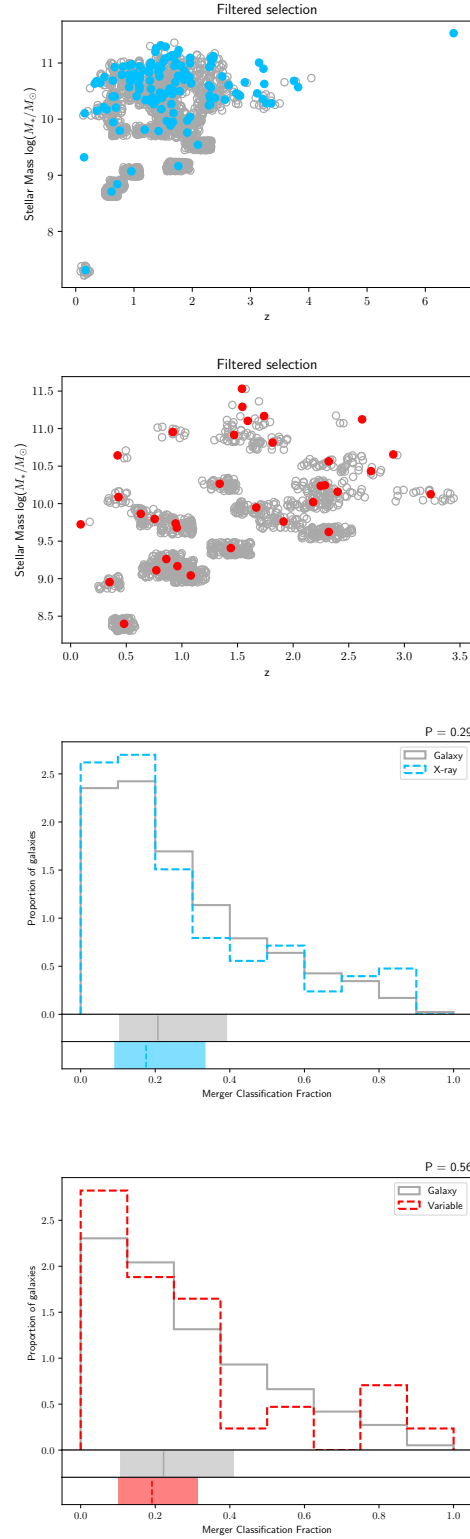 Filtered selection
11
10
9
8
Stellar Mass log(M*/M⊙)
0 1 2 3 4 5 6
z
Filtered selection
11.5
11.0
10.5
10.0
9.5
9.0
8.5
Stellar Mass log(M*/M⊙)
0.0 0.5 1.0 1.5 2.0 2.5 3.0 3.5
z
P = 0.29
Galaxy
X-ray
2.5
2.0
1.5
1.0
0.5
0.0
Proportion of galaxies
0.0 0.2 0.4 0.6 0.8 1.0
Merger Classification Fraction
P = 0.56
Galaxy
Variable
2.5
2.0
1.5
1.0
0.5
0.0
Proportion of galaxies
0.0 0.2 0.4 0.6 0.8 1.0
Merger Classification Fraction